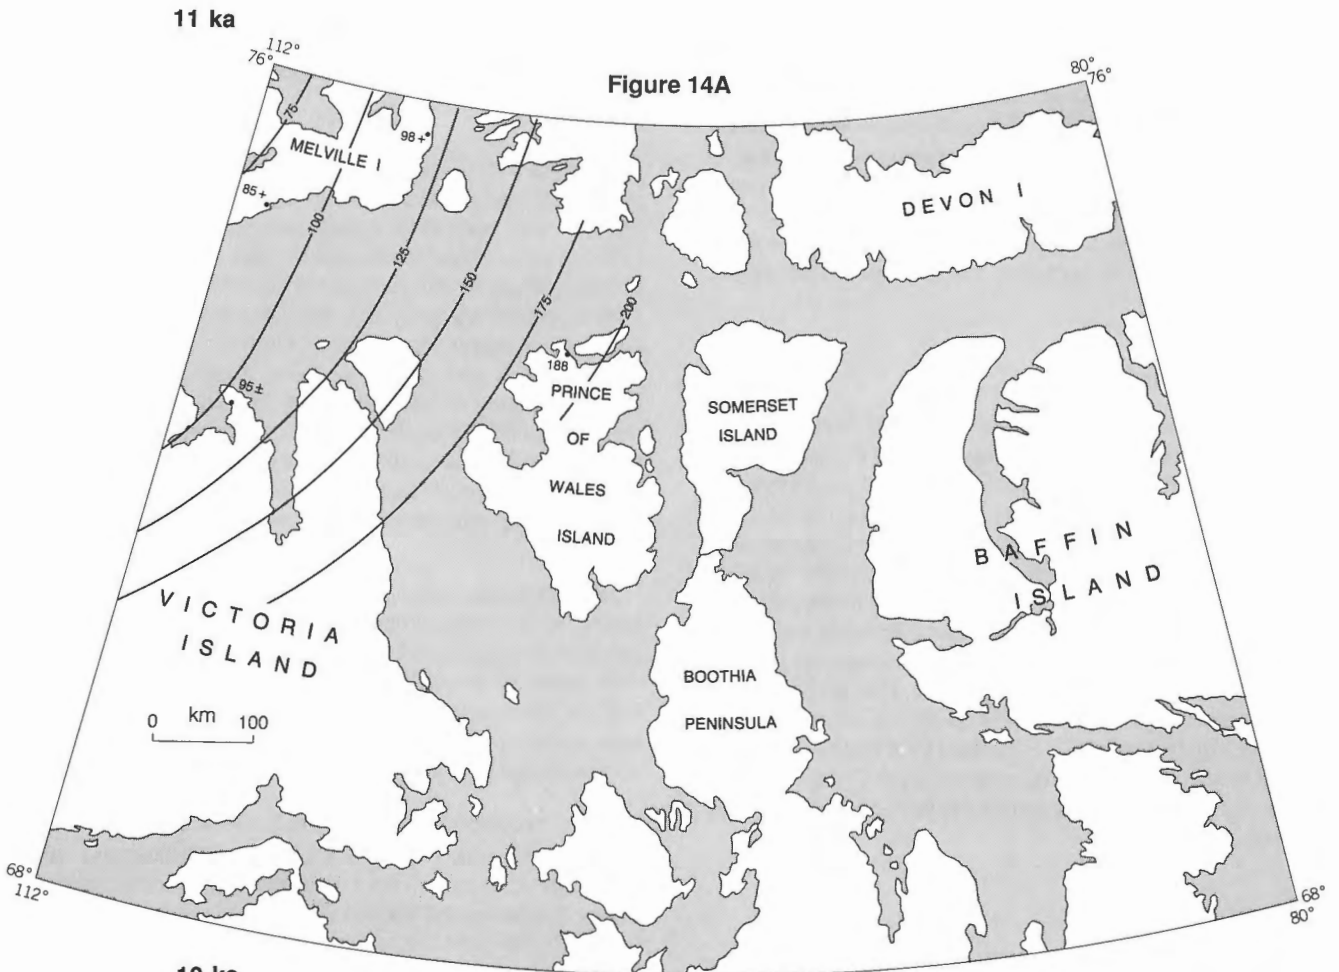 11 ka
112°
76°
Figure 14A
80°
76°
75
98+
MELVILLE I
85+
100
DEVON I
125
150
175
200
188
95±
PRINCE
OF
WALES
ISLAND
SOMERSET
ISLAND
BAFFIN
ISLAND
VICTORIA
ISLAND
BOOTHIA
PENINSULA
0 km 100
68°
112°
68°
80°